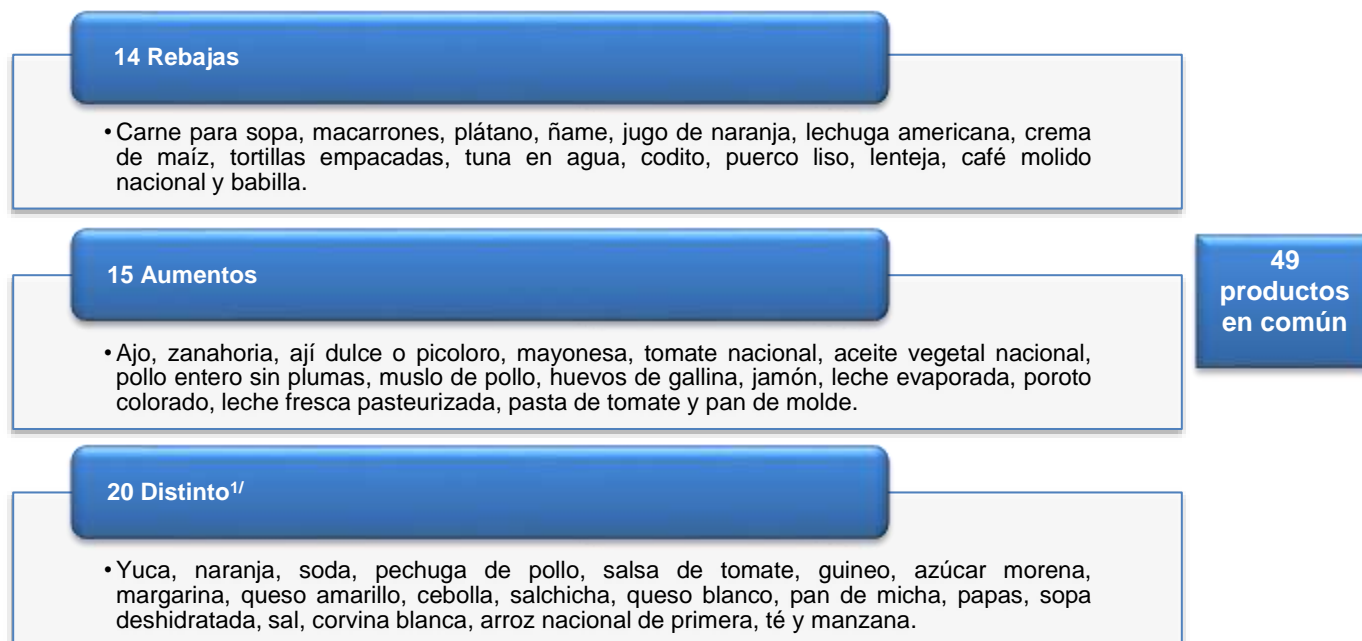 14 Rebajas
• Carne para sopa, macarrones, plátano, ñame, jugo de naranja, lechuga americana, crema
de maíz, tortillas empacadas, tuna en agua, codito, puerco liso, lenteja, café molido
nacional y babilla.
15 Aumentos
• Ajo, zanahoria, ají dulce o picoloro, mayonesa, tomate nacional, aceite vegetal nacional,
pollo entero sin plumas, muslo de pollo, huevos de gallina, jamón, leche evaporada, poroto
colorado, leche fresca pasteurizada, pasta de tomate y pan de molde.
49
productos
en común
20 Distinto1/
• Yuca, naranja, soda, pechuga de pollo, salsa de tomate, guineo, azúcar morena,
margarina, queso amarillo, cebolla, salchicha, queso blanco, pan de micha, papas, sopa
deshidratada, sal, corvina blanca, arroz nacional de primera, té y manzana.